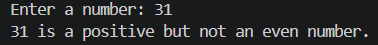 Enter a number: 31
31 is a positive but not an even number.